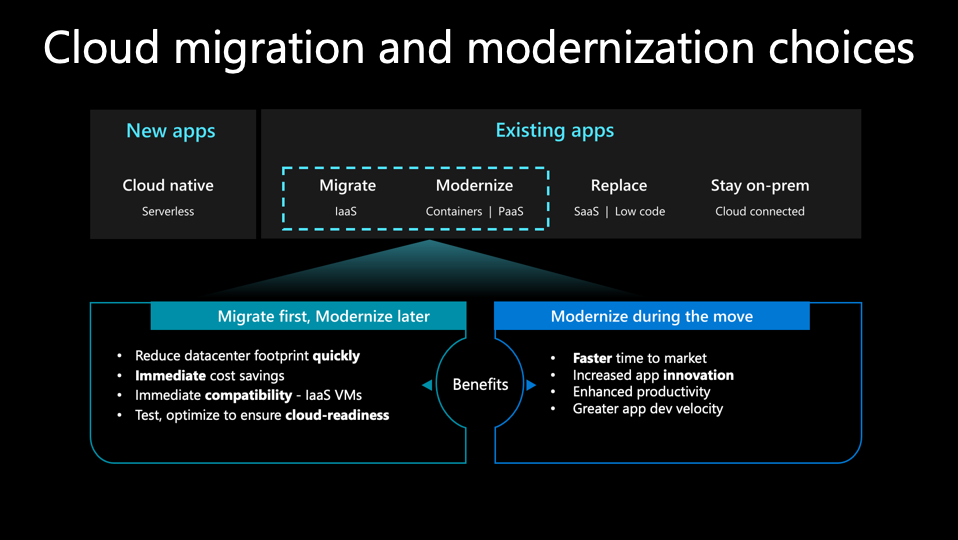 Cloud migration and modernization choices
New apps
Existing apps
Cloud native
Migrate
Modernize
Replace
Stay on-prem
Serverless
IaaS
Containers | PaaS
SaaS | Low code
Cloud connected
Migrate first, Modernize later
• Reduce datacenter footprint quickly
• Immediate cost savings
• Immediate compatibility - IaaS VMs
• Test, optimize to ensure cloud-readiness
Benefits
Modernize during the move
• Faster time to market
• Increased app innovation
• Enhanced productivity
• Greater app dev velocity